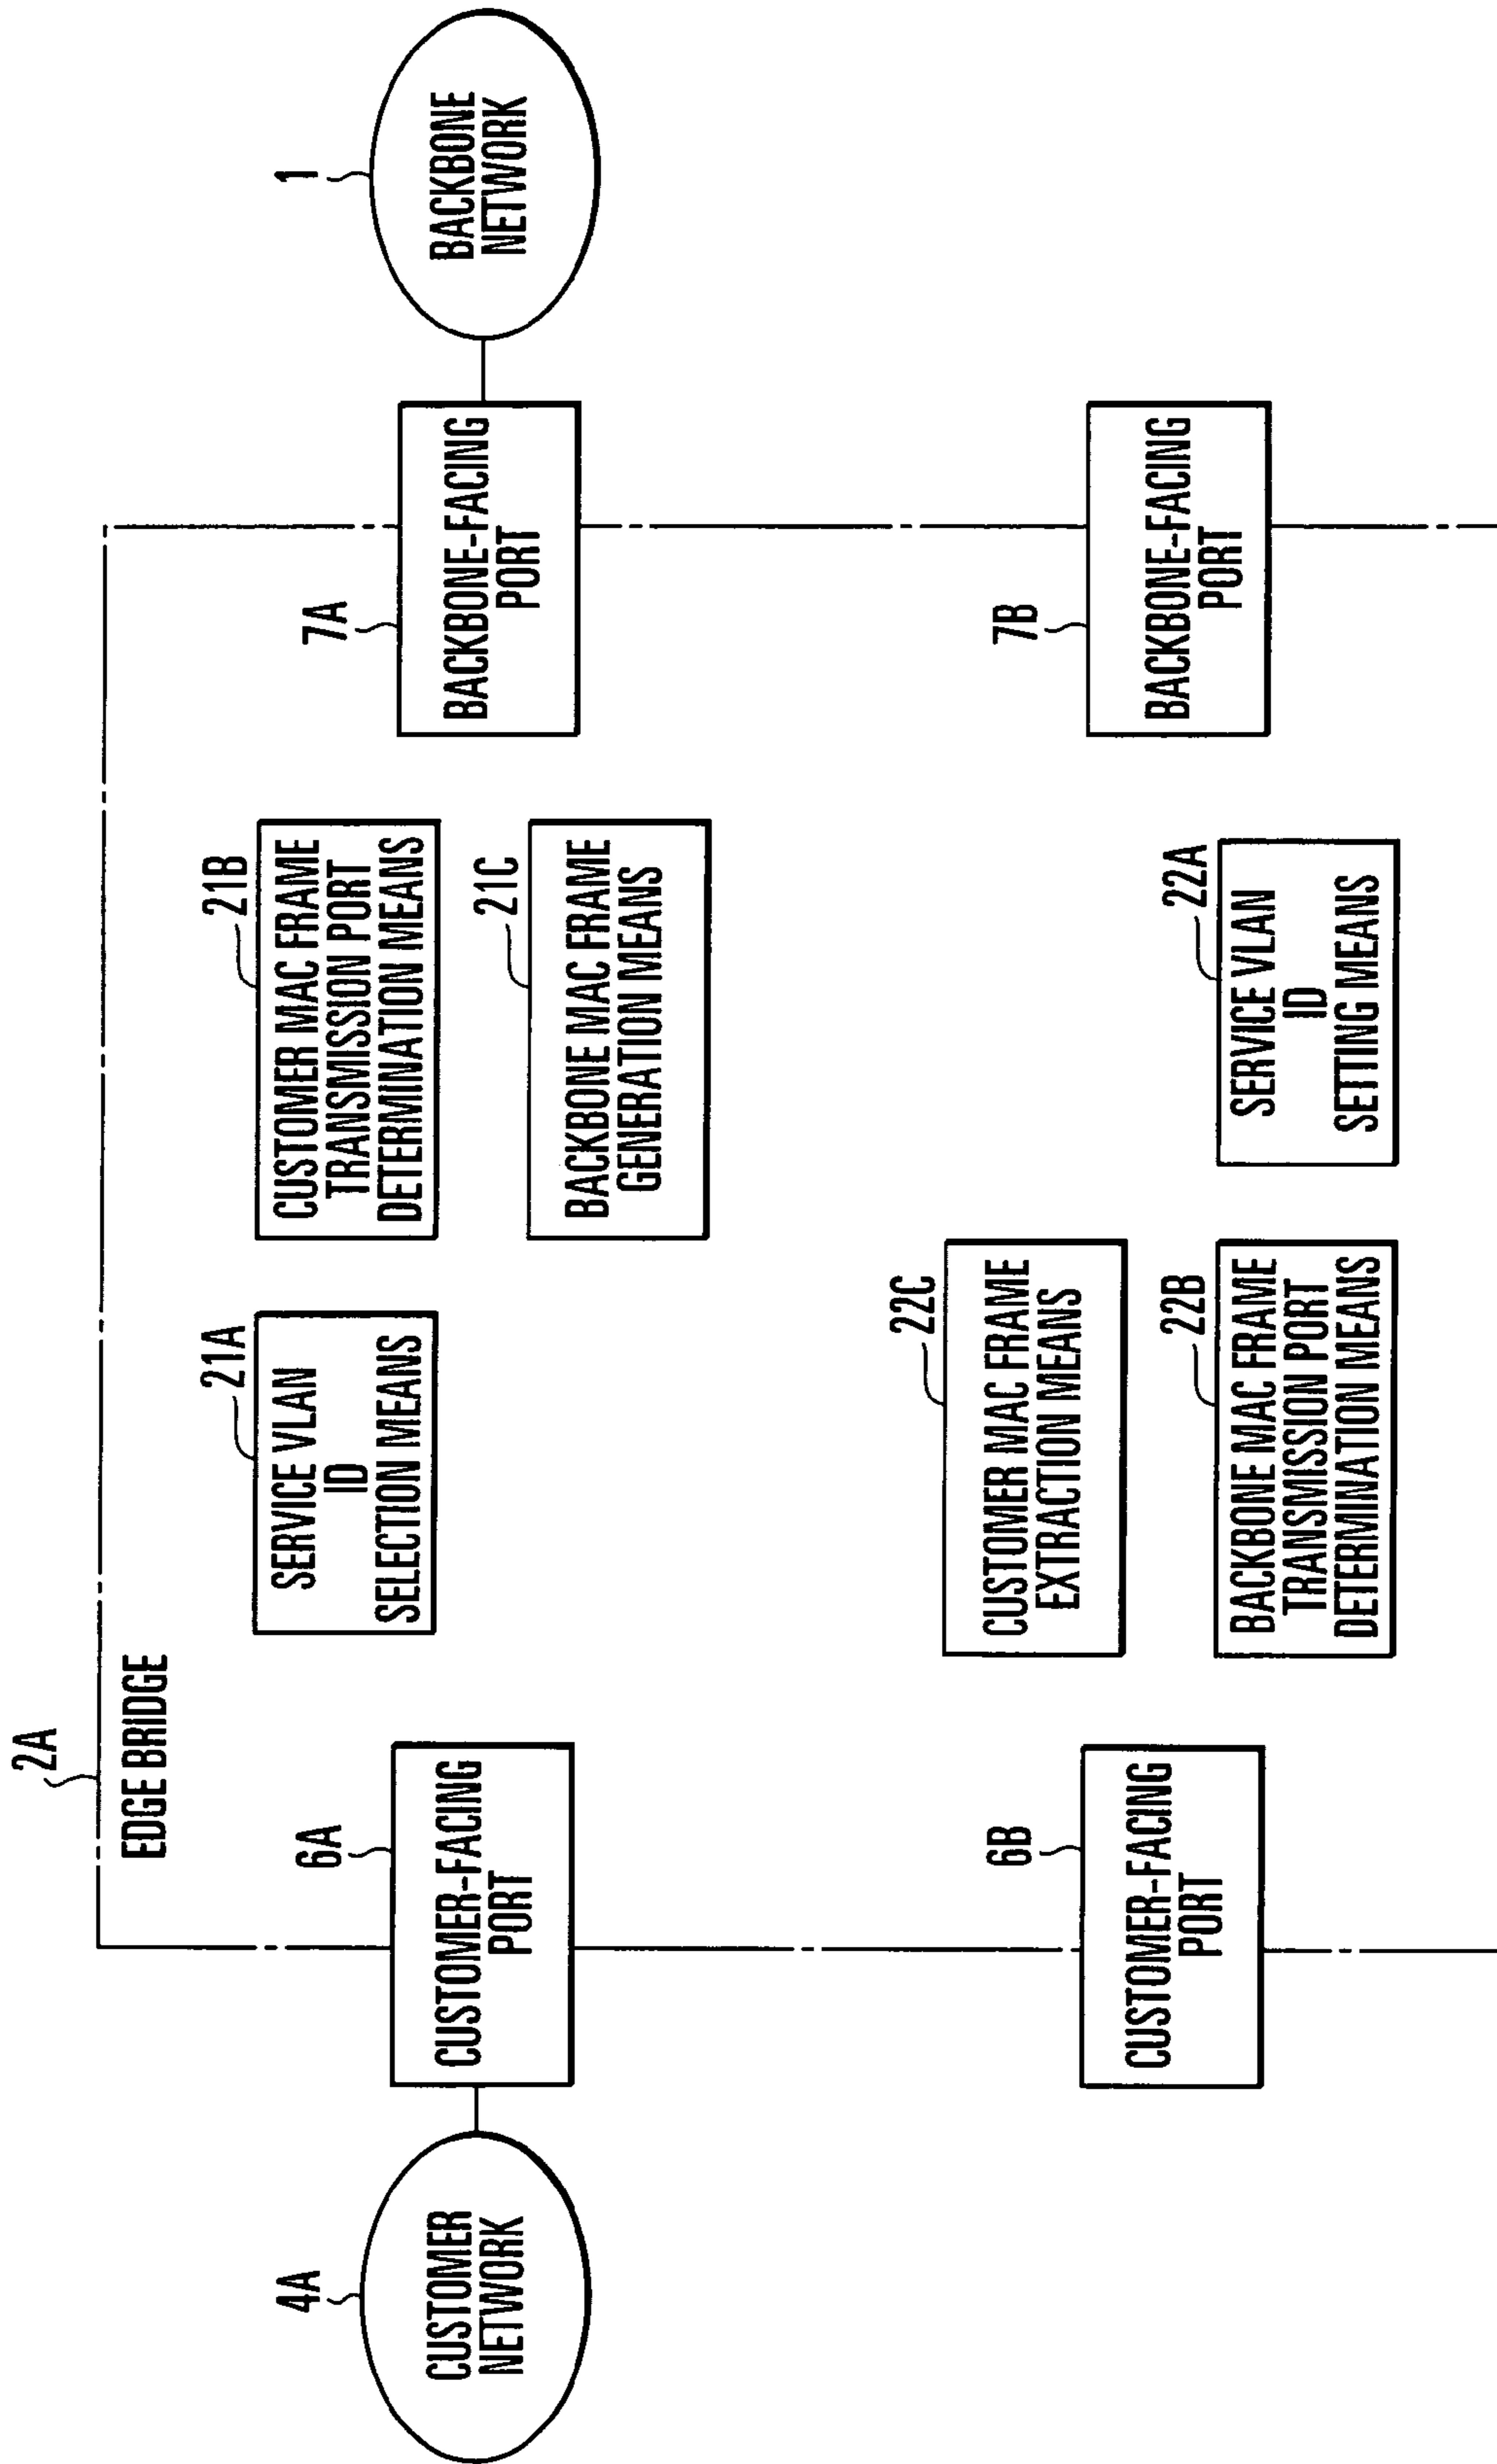 2A
EDGE BRIDGE
4A
CUSTOMER
NETWORK
6A
CUSTOMER-FACING
PORT
21A
SERVICE VLAN
ID
SELECTION MEANS
21B
CUSTOMER MAC FRAME
TRANSMISSION PORT
DETERMINATION MEANS
21C
BACKBONE MAC FRAME
GENERATION MEANS
7A
BACKBONE-FACING
PORT
1
BACKBONE
NETWORK
6B
CUSTOMER-FACING
PORT
22C
CUSTOMER MAC FRAME
EXTRACTION MEANS
22B
BACKBONE MAC FRAME
TRANSMISSION PORT
DETERMINATION MEANS
22A
SERVICE VLAN
ID
SETTING MEANS
7B
BACKBONE-FACING
PORT